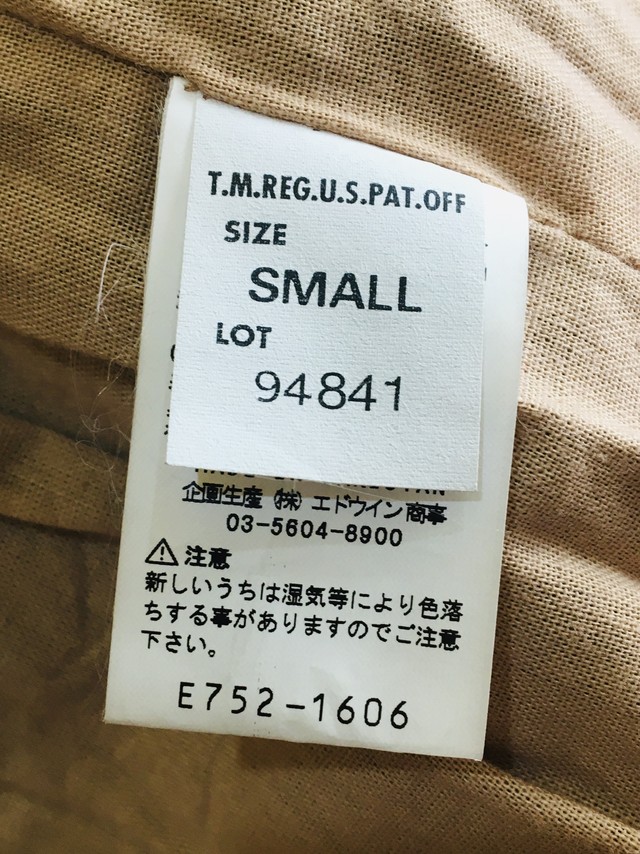 T.M.REG.U.S.PAT.OFF
SIZE
SMALL
LOT
94841
企画生産 ㈱ エドウイン商事
03-5604-8900
⚠ 注意
新しいうちは湿気等により色落
ちする事がありますのでご注意
下さい。
E752-1606